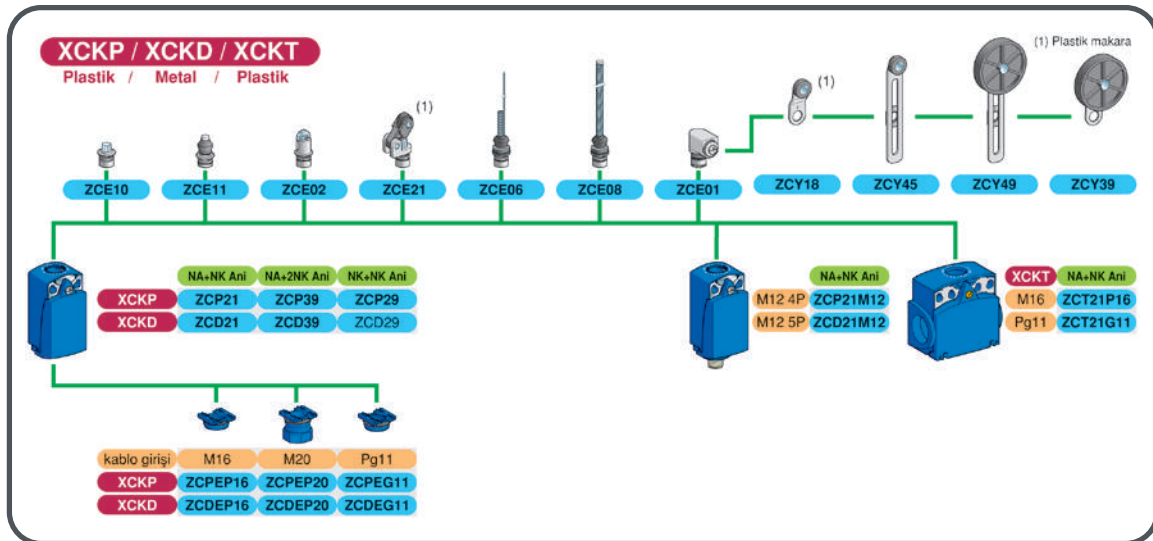 XCKP / XCKD / XCKT
Plastik / Metal / Plastik
(1) Plastik makara
(1)
(1)
ZCE10 ZCE11 ZCE02 ZCE21 ZCE06 ZCE08 ZCE01 ZCY18 ZCY45 ZCY49 ZCY39
NA+NK Ani NA+2NK Ani NK+NK Ani
XCKP ZCP21 ZCP39 ZCP29
XCKD ZCD21 ZCD39 ZCD29
NA+NK Ani
M12 4P ZCP21M12
M12 5P ZCD21M12
XCKT NA+NK Ani
M16 ZCT21P16
Pg11 ZCT21G11
kablo girişi M16 M20 Pg11
XCKP ZCPEP16 ZCPEP20 ZCPEG11
XCKD ZCDEP16 ZCDEP20 ZCDEG11